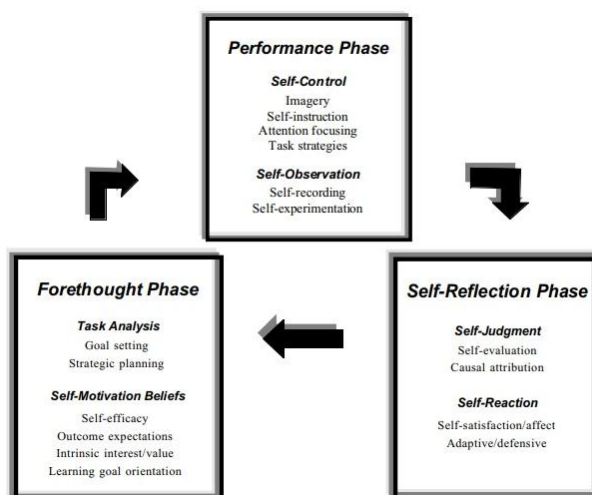 Performance Phase
Self-Control
Imagery
Self-instruction
Attention focusing
Task strategies
Self-Observation
Self-recording
Self-experimentation
Forethought Phase
Task Analysis
Goal setting
Strategic planning
Self-Motivation Beliefs
Self-efficacy
Outcome expectations
Intrinsic interest/value
Learning goal orientation
Self-Reflection Phase
Self-Judgment
Self-evaluation
Causal attribution
Self-Reaction
Self-satisfaction/affect
Adaptive/defensive